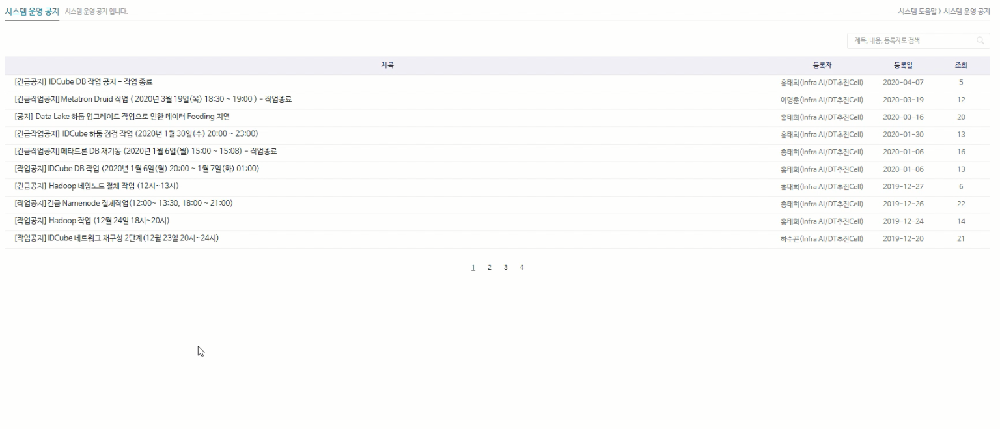 시스템 운영 공지 시스템 운영 공지 입니다. 시스템 도움말 > 시스템 운영 공지
제목, 내용, 등록자로 검색
제목 등록자 등록일 조회
[긴급공지] IDCube DB 작업 공지 - 작업 종료 홍태희(Infra AI/DT추진Cell) 2020-04-07 5
[긴급작업공지]Metatron Druid 작업 ( 2020년 3월 19일(목) 18:30 ~ 19:00 ) - 작업종료 이명훈(Infra AI/DT추진Cell) 2020-03-19 12
[공지] Data Lake 하둡 업그레이드 작업으로 인한 데이터 Feeding 지연 홍태희(Infra AI/DT추진Cell) 2020-03-16 20
[긴급작업공지] IDCube 하둡 점검 작업 (2020년 1월 30일(수) 20:00 ~ 23:00) 홍태희(Infra AI/DT추진Cell) 2020-01-30 13
[긴급작업공지]메타트론 DB 재기동 (2020년 1월 6일(월) 15:00 ~ 15:08) - 작업종료 홍태희(Infra AI/DT추진Cell) 2020-01-06 16
[작업공지]IDCube DB 작업 (2020년 1월 6일(월) 20:00 ~ 1월 7일(화) 01:00) 홍태희(Infra AI/DT추진Cell) 2020-01-06 13
[긴급공지] Hadoop 네임노드 절체 작업 (12시~13시) 홍태희(Infra AI/DT추진Cell) 2019-12-27 6
[작업공지]긴급 Namenode 절체작업(12:00~ 13:30, 18:00 ~ 21:00) 홍태희(Infra AI/DT추진Cell) 2019-12-26 22
[작업공지] Hadoop 작업 (12월 24일 18시~20시) 홍태희(Infra AI/DT추진Cell) 2019-12-24 14
[작업공지]IDCube 네트워크 재구성 2단계(12월 23일 20시~24시) 하수곤(Infra AI/DT추진Cell) 2019-12-20 21
1 2 3 4